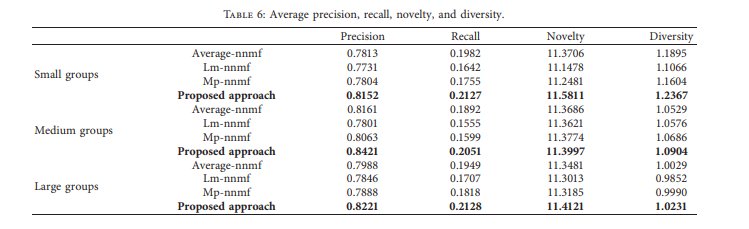 TABLE 6: Average precision, recall, novelty, and diversity.
Precision Recall Novelty Diversity
Small groups
Average-nnmf 0.7813 0.1982 11.3706 1.1895
Lm-nnmf 0.7731 0.1642 11.1478 1.1066
Mp-nnmf 0.7804 0.1755 11.2481 1.1604
Proposed approach 0.8152 0.2127 11.5811 1.2367
Medium groups
Average-nnmf 0.8161 0.1892 11.3686 1.0529
Lm-nnmf 0.7801 0.1555 11.3621 1.0576
Mp-nnmf 0.8063 0.1599 11.3774 1.0686
Proposed approach 0.8421 0.2051 11.3997 1.0904
Large groups
Average-nnmf 0.7988 0.1949 11.3481 1.0029
Lm-nnmf 0.7846 0.1707 11.3013 0.9852
Mp-nnmf 0.7888 0.1818 11.3185 0.9990
Proposed approach 0.8221 0.2128 11.4121 1.0231